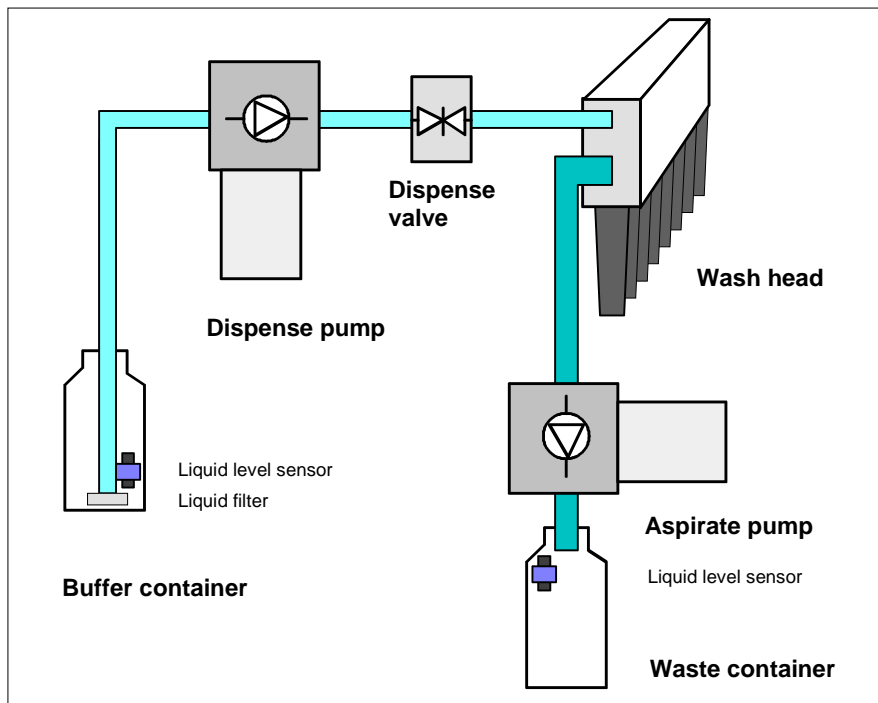 Dispense
valve
Wash head
Dispense pump
Liquid level sensor
Liquid filter
Aspirate pump
Liquid level sensor
Buffer container
Waste container